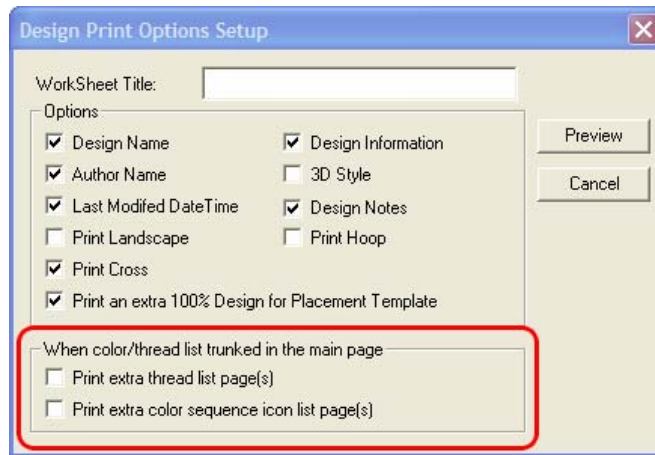 Design Print Options Setup
WorkSheet Title:
Options
Design Name
Design Information
Preview
Author Name
3D Style
Cancel
Last Modifed DateTime
Design Notes
Print Landscape
Print Hoop
Print Cross
Print an extra 100% Design for Placement Template
When color/thread list trunked in the main page
Print extra thread list page(s)
Print extra color sequence icon list page(s)